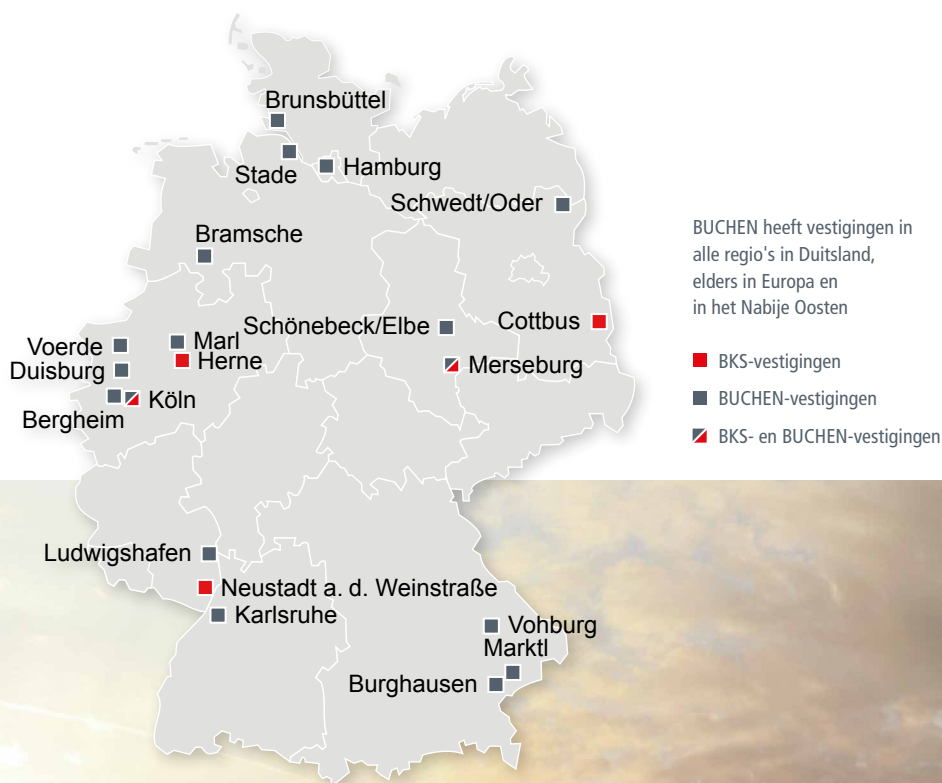 Brunsbüttel
Stade
Hamburg
Schwedt/Oder
Bramsche
BUCHEN heeft vestigingen in
alle regio's in Duitsland,
elders in Europa en
in het Nabije Oosten
Schönebeck/Elbe
Cottbus
Voerde
Marl
Herne
Duisburg
Merseburg
Bergheim
Köln
BKS-vestigingen
BUCHEN-vestigingen
BKS- en BUCHEN-vestigingen
Ludwigshafen
Neustadt a. d. Weinstraße
Karlsruhe
Vohburg
Marktl
Burghausen